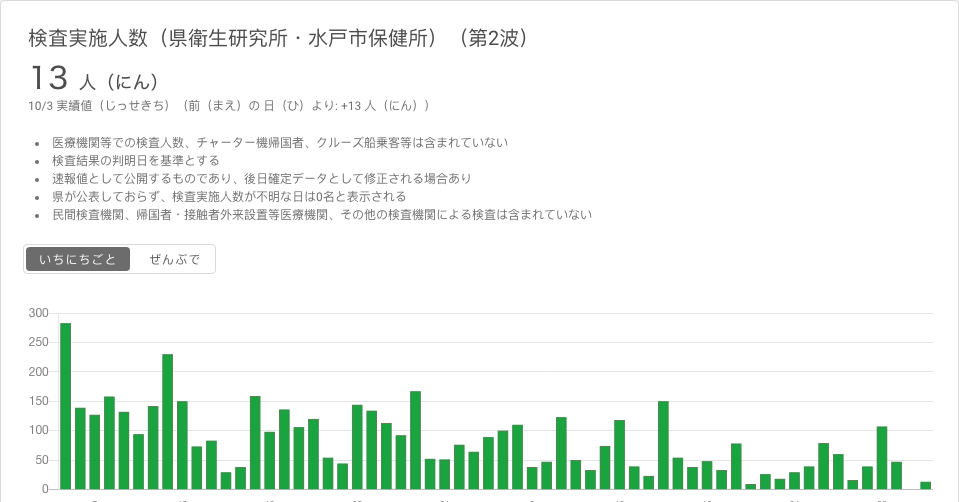 検査実施人数（県衛生研究所・水戸市保健所）（第2波）
13 人（にん）
10/3 実績値（じっせきち）（前（まえ）の 日（ひ）より: +13 人（にん））
• 医療機関等での検査人数、チャーター機帰国者、クルーズ船乗客等は含まれていない
• 検査結果の判明日を基準とする
• 速報値として公開するものであり、後日確定データとして修正される場合あり
• 県が公表しておらず、検査実施人数が不明な日は0名と表示される
• 民間検査機関、帰国者・接触者外来設置等医療機関、その他の検査機関による検査は含まれていない
いちにちごと ぜんぶで
300
250
200
150
100
50
0